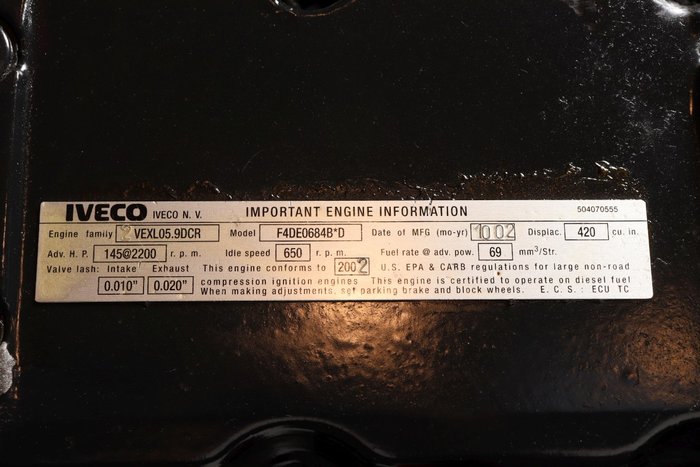 IVECO IVECO N. V. IMPORTANT ENGINE INFORMATION 504070555
Engine family 2VEXL05.9DCR Model F4DE0684B*D Date of MFG (mo-yr) 10 02 Displac. 420 cu. in.
Adv. H. P. 145@2200 r. p. m. Idle speed 650 r. p. m. Fuel rate @ adv. pow. 69 mm³/Str.
Valve lash: Intake Exhaust This engine conforms to 2002 U.S. EPA & CARB regulations for large non-road
0.010" 0.020" compression ignition engines This engine is certified to operate on diesel fuel
When making adjustments, set parking brake and block wheels. E. C. S. : ECU TC